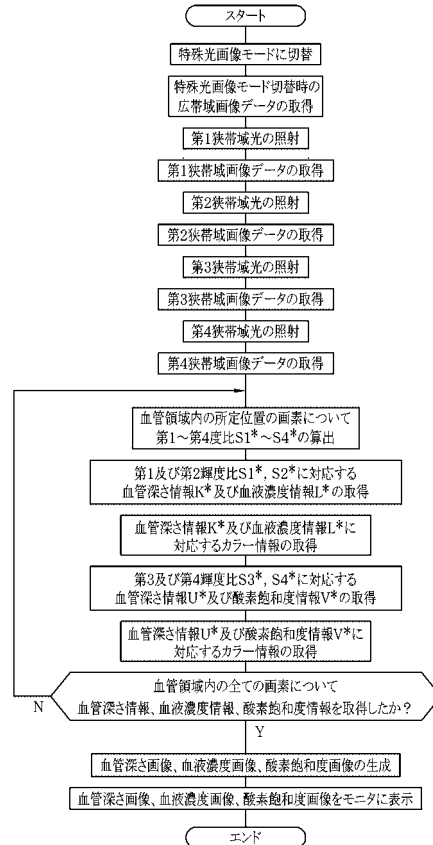 スタート
特殊光画像モードに切替
特殊光画像モード切替時の
広帯域画像データの取得
第1狭帯域光の照射
第1狭帯域画像データの取得
第2狭帯域光の照射
第2狭帯域画像データの取得
第3狭帯域光の照射
第3狭帯域画像データの取得
第4狭帯域光の照射
第4狭帯域画像データの取得
血管領域内の所定位置の画素について
第1～第4度比S1*～S4*の算出
第1及び第2輝度比S1*, S2*に対応する
血管深さ情報K*及び血液濃度情報L*の取得
血管深さ情報K*及び血液濃度情報L*に
対応するカラー情報の取得
第3及び第4輝度比S3*, S4*に対応する
血管深さ情報U*及び酸素飽和度情報V*の取得
血管深さ情報U*及び酸素飽和度情報V*に
対応するカラー情報の取得
血管領域内の全ての画素について
血管深さ情報、血液濃度情報、酸素飽和度情報を取得したか？
N
Y
血管深さ画像、血液濃度画像、酸素飽和度画像の生成
血管深さ画像、血液濃度画像、酸素飽和度画像をモニタに表示
エンド